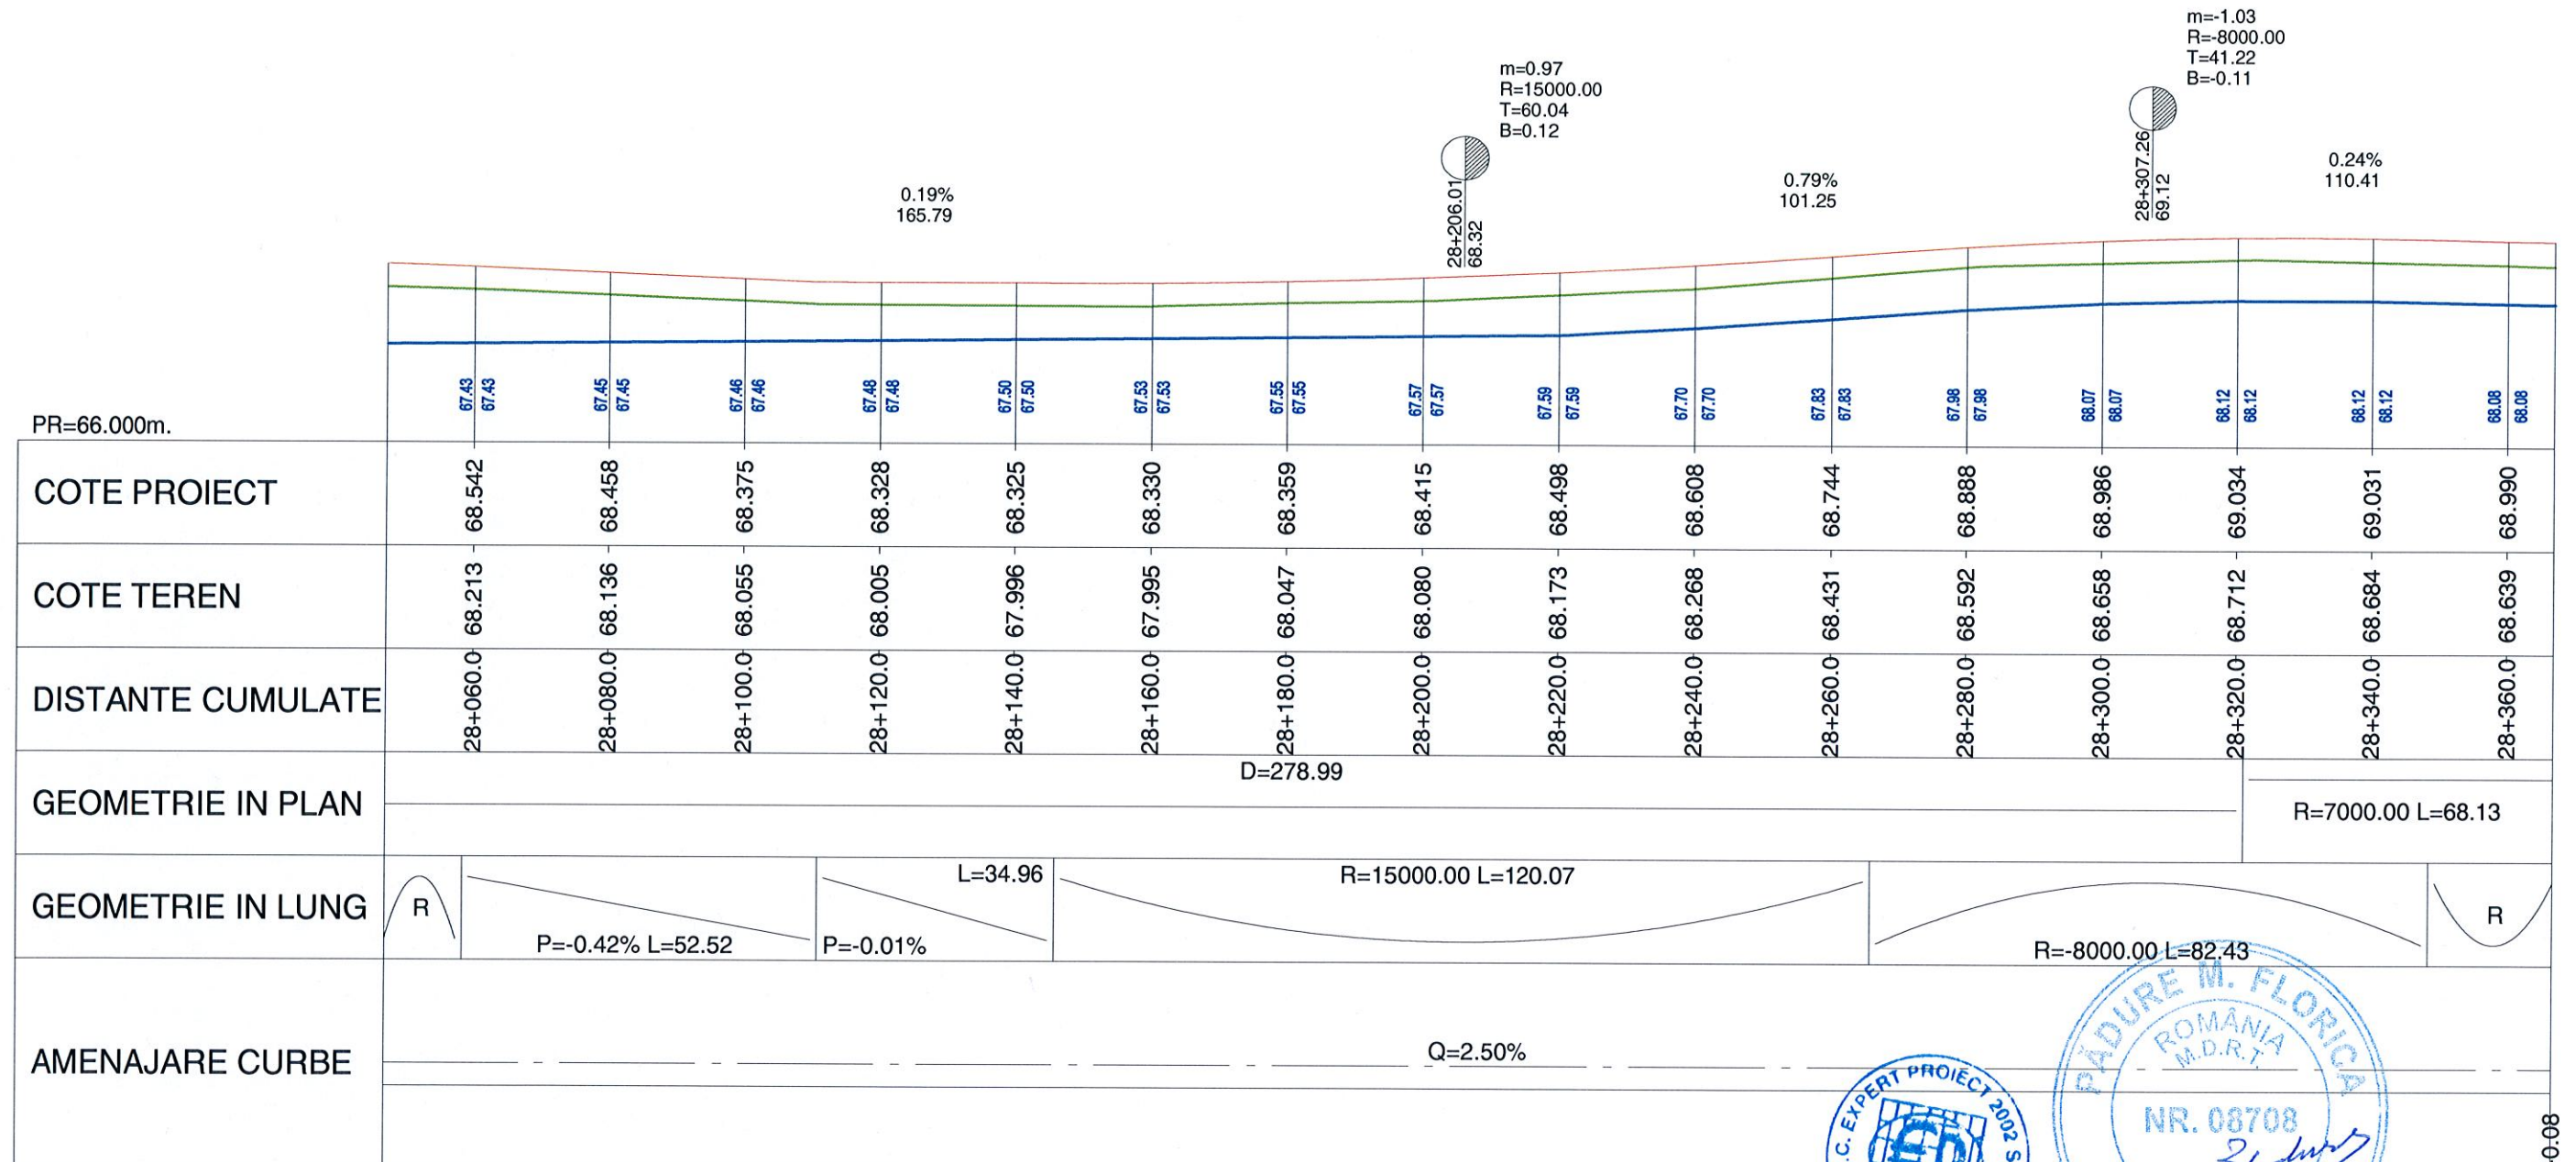 m=-1.03
R=-8000.00
T=41.22
B=-0.11
m=0.97
R=15000.00
T=60.04
B=0.12
28+307.26
69.12
0.24%
110.41
0.79%
101.25
0.19%
165.79
28+206.01
68.32
67.43 67.45 67.46 67.48 67.50 67.53 67.55 67.57 67.59 67.70 67.83 67.98 68.07 68.12 68.12 68.08
67.43 67.45 67.46 67.48 67.50 67.53 67.55 67.57 67.59 67.70 67.83 67.98 68.07 68.12 68.12 68.08
PR=66.000m.
COTE PROIECT 68.542 68.458 68.375 68.328 68.325 68.330 68.359 68.415 68.498 68.608 68.744 68.888 68.986 69.034 69.031 68.990
COTE TEREN 68.213 68.136 68.055 68.005 67.996 67.995 68.047 68.080 68.173 68.268 68.431 68.592 68.658 68.712 68.684 68.639
DISTANTE CUMULATE 28+060.0 28+080.0 28+100.0 28+120.0 28+140.0 28+160.0 28+180.0 28+200.0 28+220.0 28+240.0 28+260.0 28+280.0 28+300.0 28+320.0 28+340.0 28+360.0
GEOMETRIE IN PLAN D=278.99 R=7000.00 L=68.13
GEOMETRIE IN LUNG R P=-0.42% L=52.52 P=-0.01% L=34.96 R=15000.00 L=120.07 R=-8000.00 L=82.43 R
AMENAJARE CURBE Q=2.50%
PĂDURE M. FLORICA
ROMÂNIA
M.D.R.T.
NR. 08708
.C. EXPERT PROIECT 2002 S
0.08